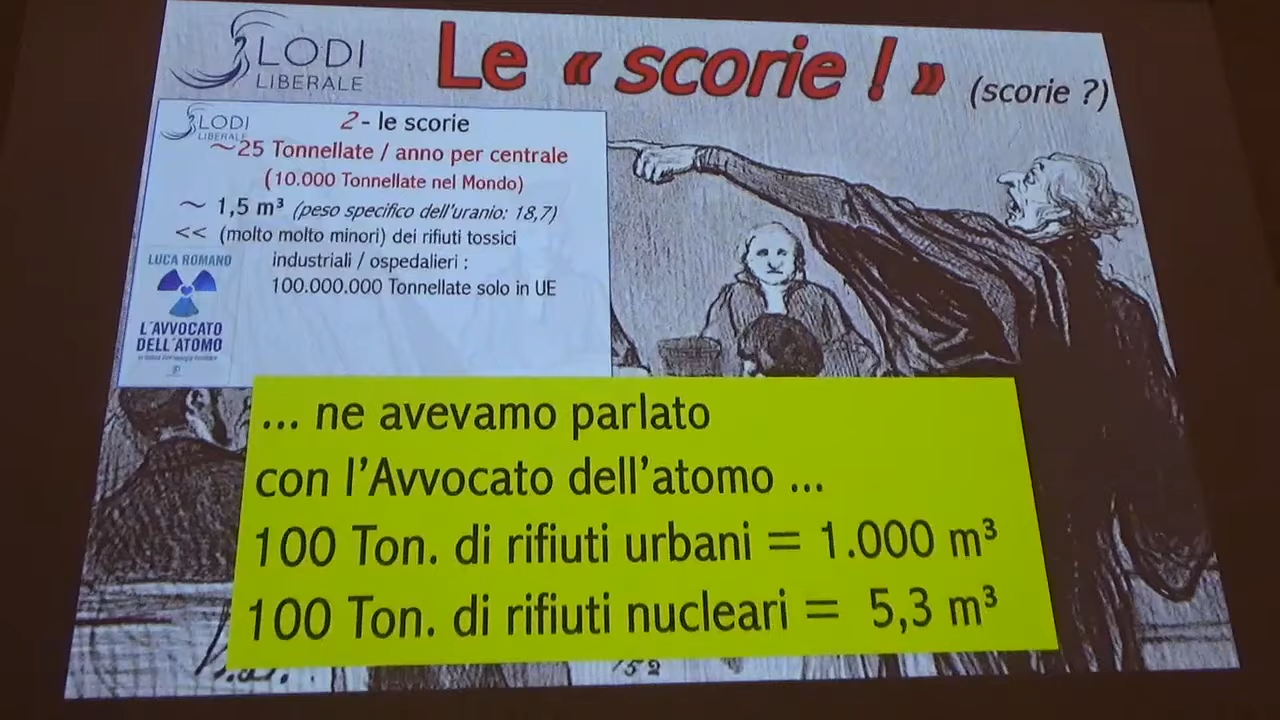 LODI
LIBERALE
Le « scorie ! » (scorie ?)
LODI
LIBERALE
2- le scorie
~25 Tonnellate / anno per centrale
(10.000 Tonnellate nel Mondo)
~ 1,5 m³ (peso specifico dell'uranio: 18,7)
<< (molto molto minori) dei rifiuti tossici
industriali / ospedalieri :
100.000.000 Tonnellate solo in UE
LUCA ROMANO
L'AVVOCATO
DELL'ATOMO
... ne avevamo parlato
con l'Avvocato dell'atomo ...
100 Ton. di rifiuti urbani = 1.000 m³
100 Ton. di rifiuti nucleari = 5,3 m³
152